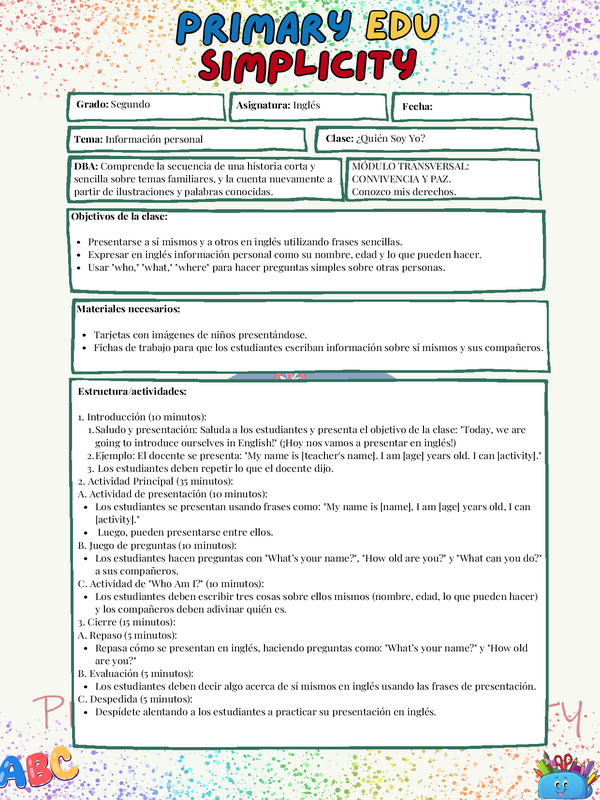 PRIMARY EDU
SIMPLICITY
Grado: Segundo
Asignatura: Inglés
Fecha:
Tema: Información personal
Clase: ¿Quién Soy Yo?
DBA: Comprende la secuencia de una historia corta y
sencilla sobre temas familiares, y la cuenta nuevamente a
partir de ilustraciones y palabras conocidas.
MÓDULO TRANSVERSAL:
CONVIVENCIA Y PAZ.
Conozco mis derechos.
Objetivos de la clase:
• Presentarse a sí mismos y a otros en inglés utilizando frases sencillas.
• Expresar en inglés información personal como su nombre, edad y lo que pueden hacer.
• Usar "who," "what," "where" para hacer preguntas simples sobre otras personas.
Materiales necesarios:
• Tarjetas con imágenes de niños presentándose.
• Fichas de trabajo para que los estudiantes escriban información sobre sí mismos y sus compañeros.
Estructura/actividades:
1. Introducción (10 minutos):
1. Saludo y presentación: Saluda a los estudiantes y presenta el objetivo de la clase: "Today, we are
going to introduce ourselves in English!" (¡Hoy nos vamos a presentar en inglés!)
2. Ejemplo: El docente se presenta: "My name is [teacher's name]. I am [age] years old. I can [activity]."
3. Los estudiantes deben repetir lo que el docente dijo.
2. Actividad Principal (35 minutos):
A. Actividad de presentación (10 minutos):
• Los estudiantes se presentan usando frases como: "My name is [name], I am [age] years old, I can
[activity]."
• Luego, pueden presentarse entre ellos.
B. Juego de preguntas (10 minutos):
• Los estudiantes hacen preguntas con "What's your name?", "How old are you?" y "What can you do?"
a sus compañeros.
C. Actividad de "Who Am I?" (10 minutos):
• Los estudiantes deben escribir tres cosas sobre ellos mismos (nombre, edad, lo que pueden hacer)
y los compañeros deben adivinar quién es.
3. Cierre (15 minutos):
A. Repaso (5 minutos):
• Repasa cómo se presentan en inglés, haciendo preguntas como: "What's your name?" y "How old
are you?"
B. Evaluación (5 minutos):
• Los estudiantes deben decir algo acerca de sí mismos en inglés usando las frases de presentación.
C. Despedida (5 minutos):
• Despídete alentando a los estudiantes a practicar su presentación en inglés.
ABC